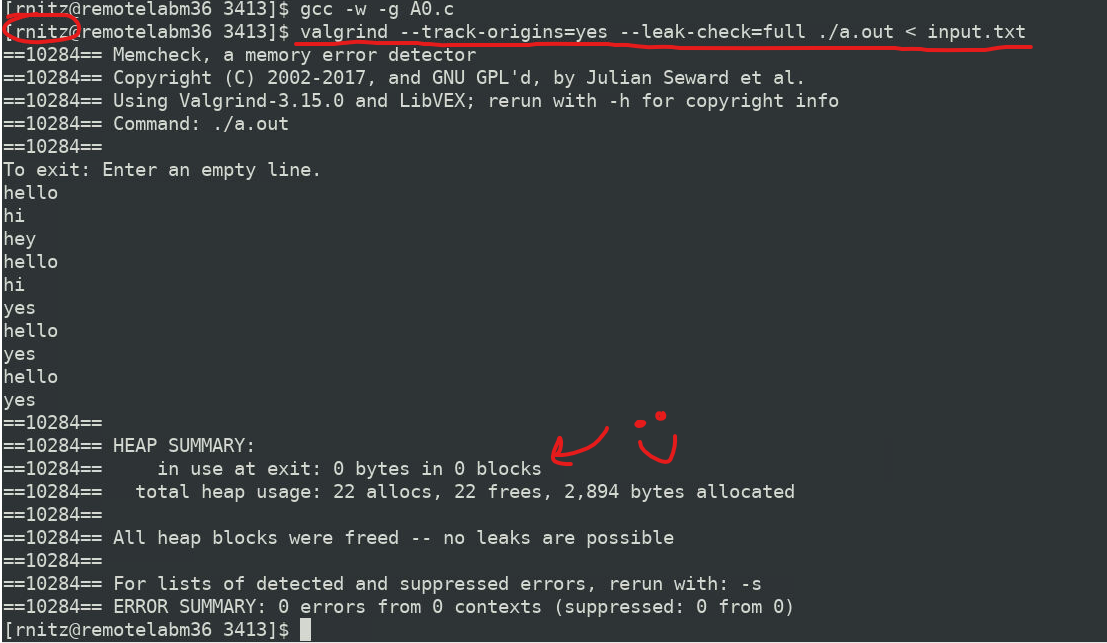 [rnitz@remotelabm36 3413]$ gcc -w -g A0.c
[rnitz@remotelabm36 3413]$ valgrind --track-origins=yes --leak-check=full ./a.out < input.txt
==10284== Memcheck, a memory error detector
==10284== Copyright (C) 2002-2017, and GNU GPL'd, by Julian Seward et al.
==10284== Using Valgrind-3.15.0 and LibVEX; rerun with -h for copyright info
==10284== Command: ./a.out
==10284==
To exit: Enter an empty line.
hello
hi
hey
hello
hi
yes
hello
yes
hello
yes
==10284==
==10284== HEAP SUMMARY:
==10284==     in use at exit: 0 bytes in 0 blocks
==10284==   total heap usage: 22 allocs, 22 frees, 2,894 bytes allocated
==10284==
==10284== All heap blocks were freed -- no leaks are possible
==10284==
==10284== For lists of detected and suppressed errors, rerun with: -s
==10284== ERROR SUMMARY: 0 errors from 0 contexts (suppressed: 0 from 0)
[rnitz@remotelabm36 3413]$